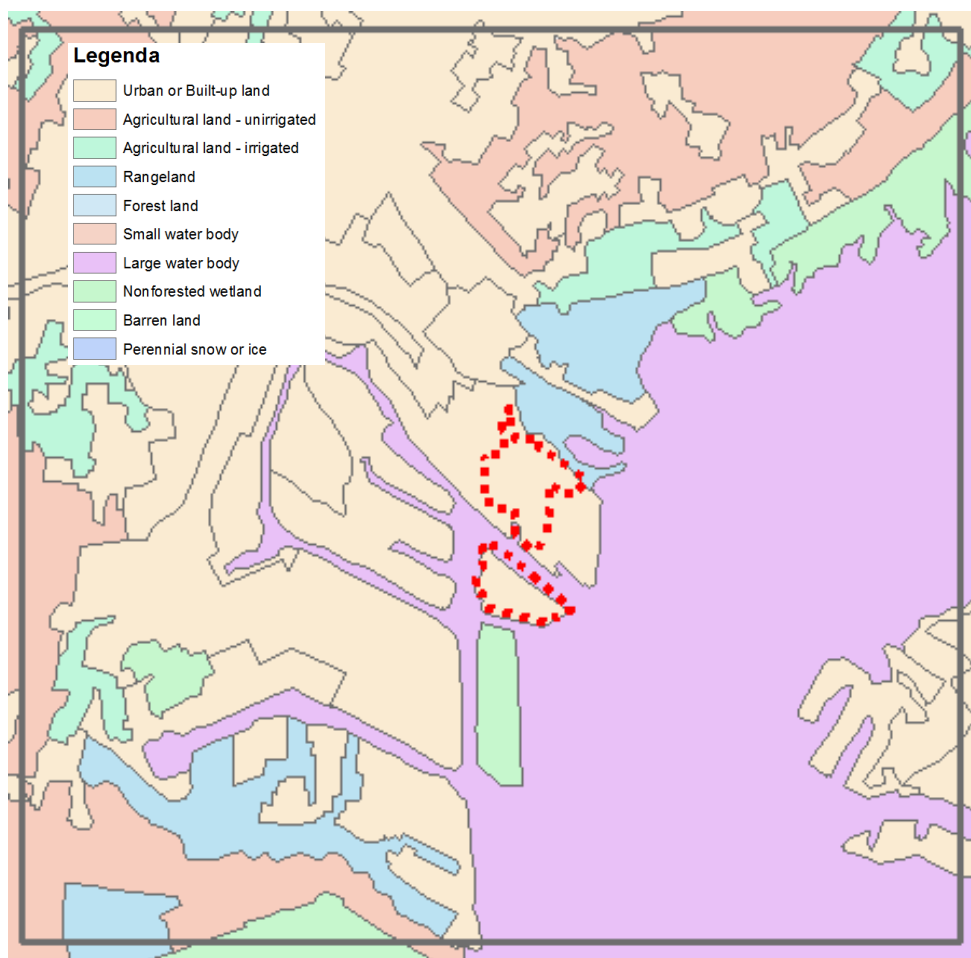 Legenda
Urban or Built-up land
Agricultural land - unirrigated
Agricultural land - irrigated
Rangeland
Forest land
Small water body
Large water body
Nonforested wetland
Barren land
Perennial snow or ice